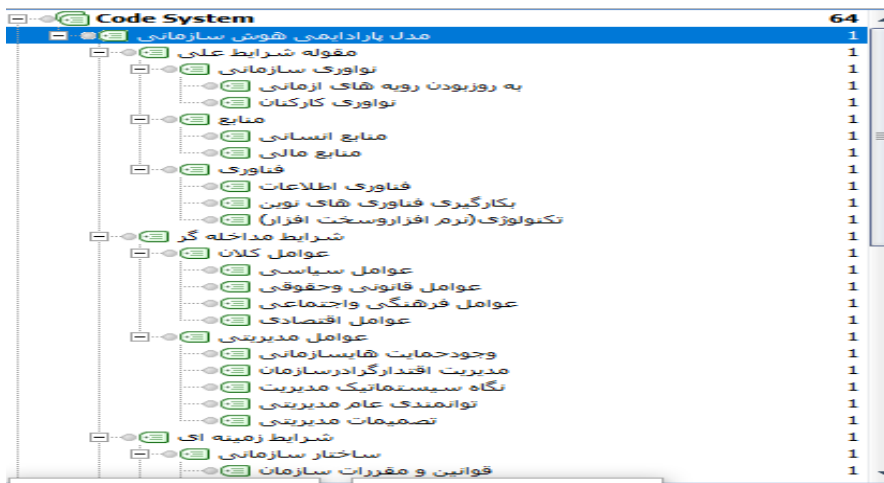 Code System 64
مدل پارادایمی هوش سازمانی 1
مقوله شرایط علی 1
نواوری سازمانی 1
به روزبودن رویه های ازمانی 1
نواوری کارکنان 1
منابع 1
منابع انسانی 1
منابع مالی 1
فناوری 1
فناوری اطلاعات 1
بکارگیری فناوری های نوین 1
تکنولوژی(نرم افزاروسخت افزار) 1
شرایط مداخله گر 1
عوامل کلان 1
عوامل سیاسی 1
عوامل قانونی وحقوقی 1
عوامل فرهنگی واجتماعی 1
عوامل اقتصادی 1
عوامل مدیریتی 1
وجودحمایت هایسازمانی 1
مدیریت اقتدارگرادرسازمان 1
نگاه سیستماتیک مدیریت 1
توانمندی عام مدیریتی 1
تصمیمات مدیریتی 1
شرایط زمینه ای 1
ساختار سازمانی 1
قوانین و مقررات سازمان 1